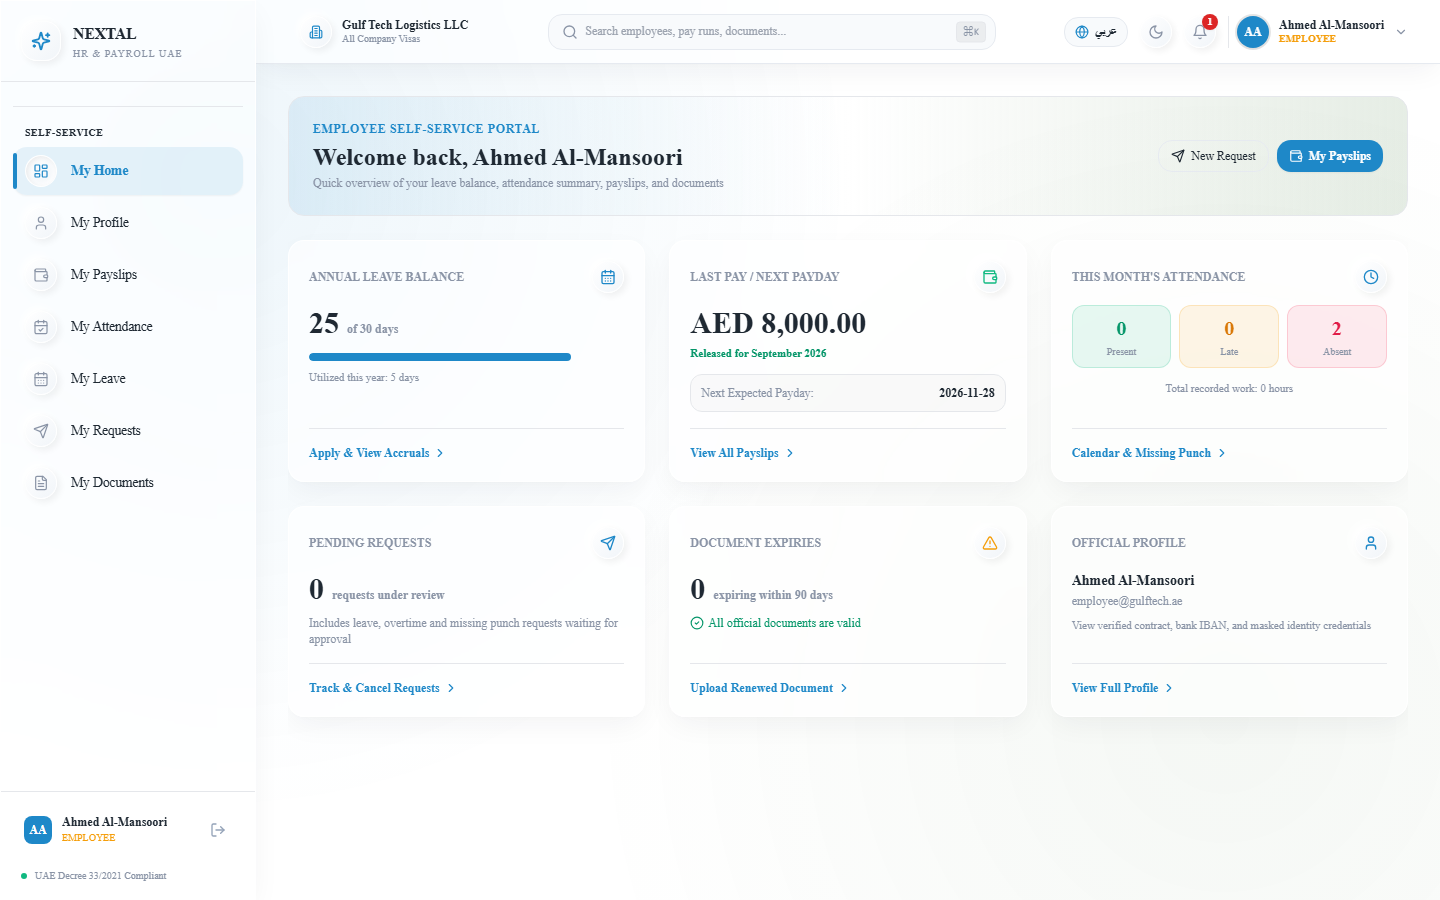 NEXTAL
HR & PAYROLL UAE
SELF-SERVICE
My Home
My Profile
My Payslips
My Attendance
My Leave
My Requests
My Documents
AA
Ahmed Al-Mansoori
EMPLOYEE
UAE Decree 33/2021 Compliant
Gulf Tech Logistics LLC
All Company Visas
Search employees, pay runs, documents...
⌘K
عربي
1
AA
Ahmed Al-Mansoori
EMPLOYEE
EMPLOYEE SELF-SERVICE PORTAL
Welcome back, Ahmed Al-Mansoori
Quick overview of your leave balance, attendance summary, payslips, and documents
New Request
My Payslips
ANNUAL LEAVE BALANCE
25 of 30 days
Utilized this year: 5 days
Apply & View Accruals
LAST PAY / NEXT PAYDAY
AED 8,000.00
Released for September 2026
Next Expected Payday: 2026-11-28
View All Payslips
THIS MONTH'S ATTENDANCE
0
Present
0
Late
2
Absent
Total recorded work: 0 hours
Calendar & Missing Punch
PENDING REQUESTS
0 requests under review
Includes leave, overtime and missing punch requests waiting for
approval
Track & Cancel Requests
DOCUMENT EXPIRIES
0 expiring within 90 days
All official documents are valid
Upload Renewed Document
OFFICIAL PROFILE
Ahmed Al-Mansoori
employee@gulftech.ae
View verified contract, bank IBAN, and masked identity credentials
View Full Profile